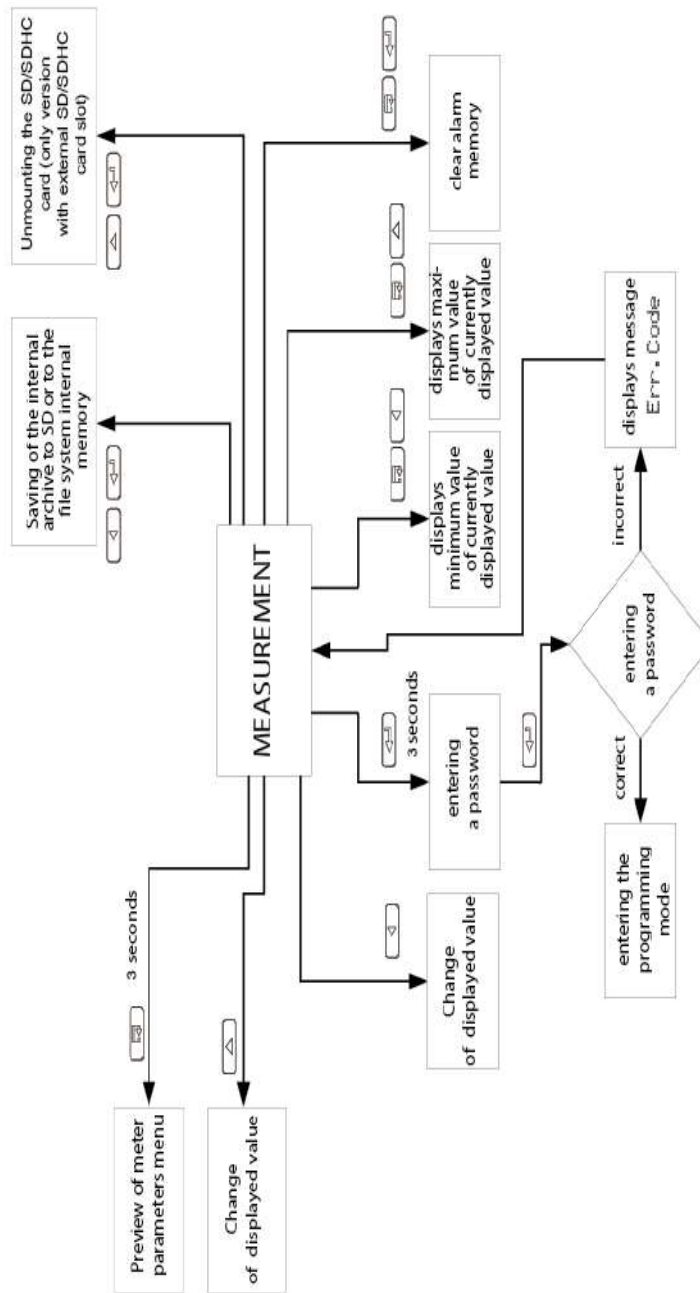 Unmounting the SD/SDHC
card (only version
with external SD/SDHC
card slot)
Saving of the internal
archive to SD or to the
file system internal
memory
clear alarm
memory
displays maxi-
mum value
of currently
displayed value
displays
minimum value
of currently
displayed value
MEASUREMENT
displays message
Err.Code
incorrect
entering
a password
3 seconds
entering
a password
correct
entering the
programming
mode
Change
of displayed value
3 seconds
Preview of meter
parameters menu
Change
of displayed value